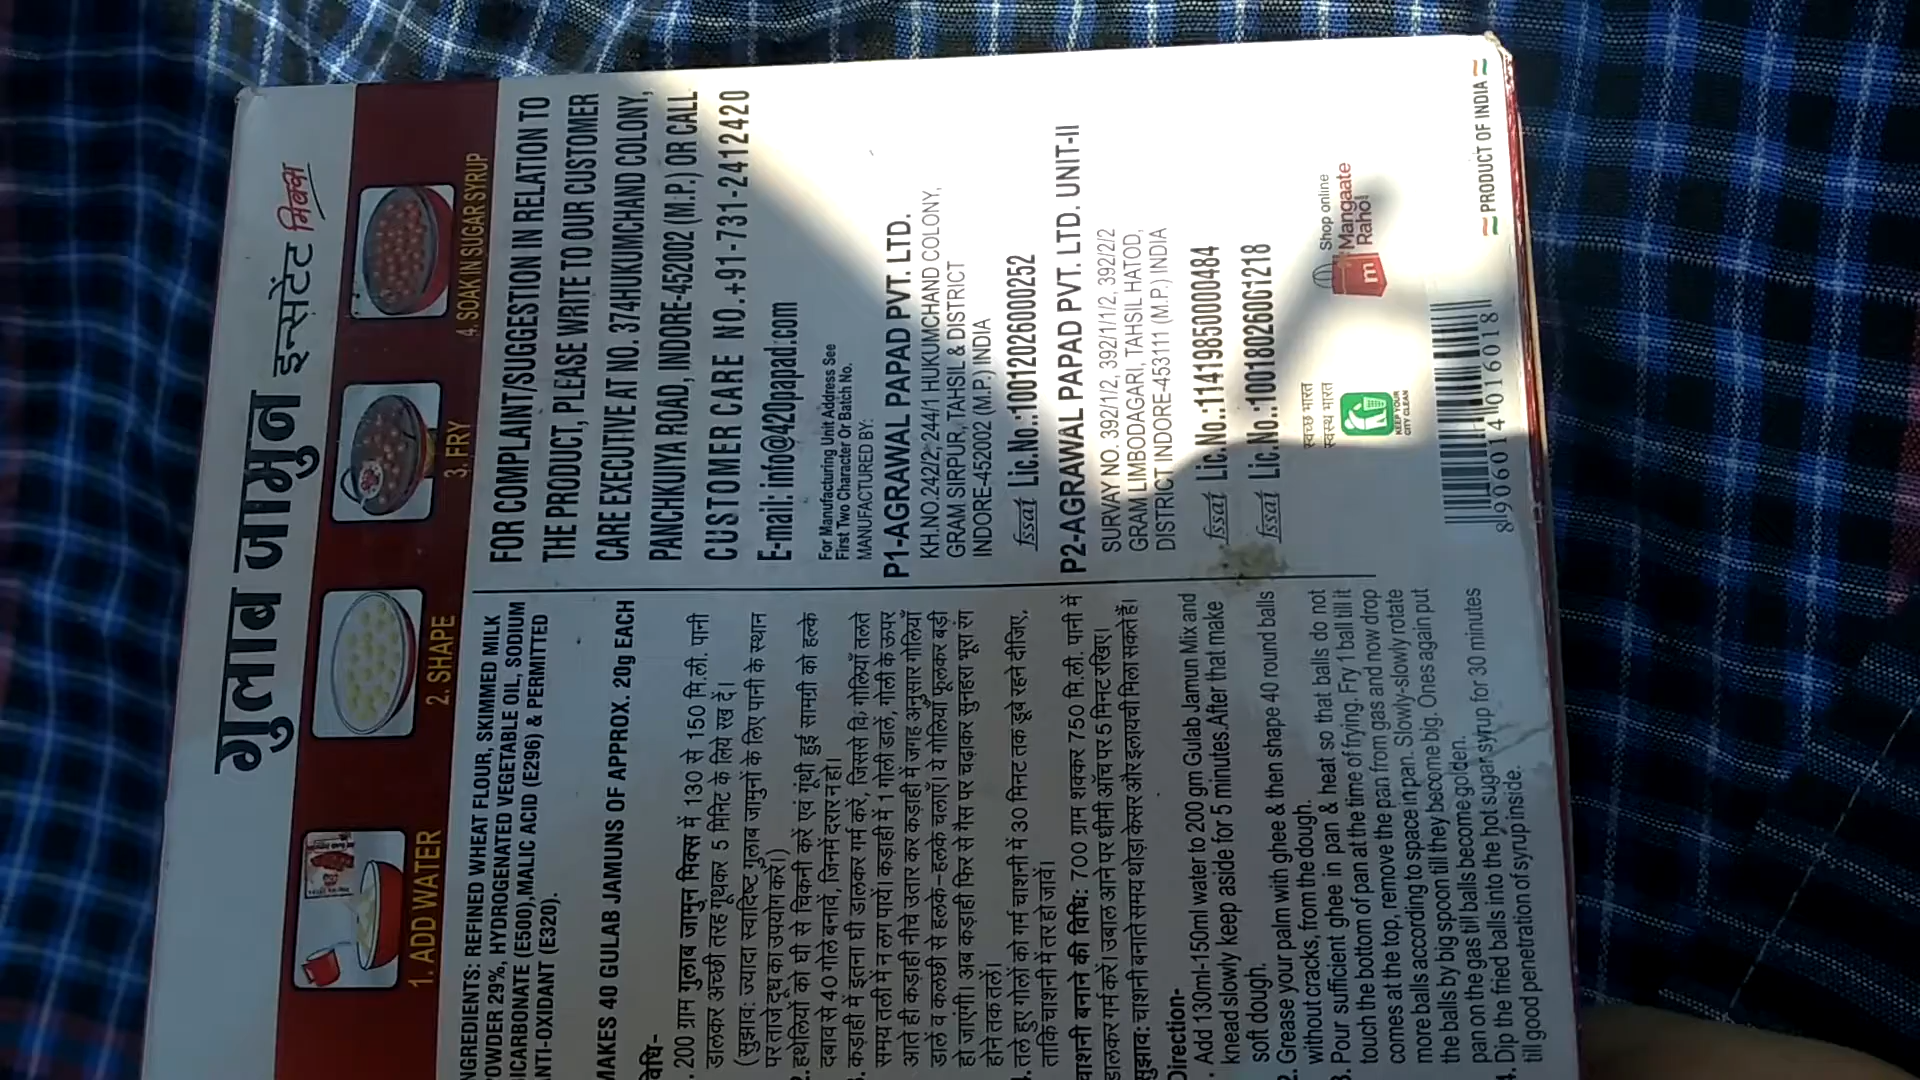 गुलाब जामुन इन्सटेंट मिक्स
1. ADD WATER
2. SHAPE
3. FRY
4. SOAK IN SUGAR SYRUP
NGREDIENTS: REFINED WHEAT FLOUR, SKIMMED MILK
POWDER 29%, HYDROGENATED VEGETABLE OIL, SODIUM
BICARBONATE (E500),MALIC ACID (E296) & PERMITTED
ANTI-OXIDANT (E320).
MAKES 40 GULAB JAMUNS OF APPROX. 20g EACH
विधि-
. 200 ग्राम गुलाब जामुन मिक्स में 130 से 150 मि.ली. पानी
डालकर अच्छी तरह गूथकर 5 मिनिट के लिये रख दें।
(सुझाव: ज्यादा स्वादिष्ट गुलाब जामुनों के लिए पानी के स्थान
पर ताजे दूध का उपयोग करें।)
2. हथेलियों को घी से चिकनी करें एवं गूंथी हुई सामग्री को हल्के
दबाव से 40 गोले बनावें, जिनमें दरार न हो।
3. कड़ाही में इतना घी डालकर गर्म करें, जिससे कि गोलियाँ तलते
समय तली में न लग पायें। कड़ाही में 1 गोली डालें, गोली के ऊपर
आते ही कड़ाही नीचे उतार कर कड़ाही में जगह अनुसार गोलियाँ
डालें व कलछी से हलके-हलके चलाएँ। ये गोलियां फूलकर बड़ी
हो जाएंगी। अब कड़ाही फिर से गैस पर चढ़ाकर सुनहरा भूरा रंग
होने तक तलें।
4. तले हुए गोलों को गर्म चाशनी में 30 मिनट तक डूबे रहने दीजिए,
ताकि चाशनी में तर हो जावें।
चाशनी बनाने की विधि: 700 ग्राम शक्कर 750 मि.ली. पानी में
डालकर गर्म करें। उबाल आने पर धीमी आँच पर 5 मिनट रखिए।
सुझाव: चाशनी बनाते समय थोड़ा केसर और इलायची मिला सकते हैं।
Direction-
. Add 130ml-150ml water to 200 gm Gulab Jamun Mix and
knead slowly keep aside for 5 minutes.After that make
soft dough.
2. Grease your palm with ghee & then shape 40 round balls
without cracks, from the dough.
3. Pour sufficient ghee in pan & heat so that balls do not
touch the bottom of pan at the time of frying. Fry 1 ball till it
comes at the top, remove the pan from gas and now drop
more balls according to space in pan. Slowly-slowly rotate
the balls by big spoon till they become big. Ones again put
pan on the gas till balls become golden.
4. Dip the fried balls into the hot sugar syrup for 30 minutes
till good penetration of syrup inside.
FOR COMPLAINT/SUGGESTION IN RELATION TO
THE PRODUCT, PLEASE WRITE TO OUR CUSTOMER
CARE EXECUTIVE AT NO. 374HUKUMCHAND COLONY,
PANCHKUIYA ROAD, INDORE-452002 (M.P.) OR CALL
CUSTOMER CARE NO.+91-731-2412420
E-mail: info@420papad.com
For Manufacturing Unit Address See
First Two Character Or Batch No.
MANUFACTURED BY:
P1-AGRAWAL PAPAD PVT. LTD.
KH.NO.242/2,244/1 HUKUMCHAND COLONY,
GRAM SIRPUR, TAHSIL & DISTRICT
INDORE-452002 (M.P.) INDIA
fssai Lic.No.:10012026000252
P2-AGRAWAL PAPAD PVT. LTD. UNIT-II
SURVAY NO. 392/1/2, 392/1/1/2, 392/2/2
GRAM LIMBODAGARI, TAHSIL HATOD,
DISTRICT INDORE-453111 (M.P.) INDIA
fssai Lic.No.:11419850000484
fssai Lic.No.:10018026001218
स्वच्छ भारत
स्वस्थ भारत
KEEP YOUR
CITY CLEAN
Shop online
m Mangaate
Raho!
8 906014 016018
PRODUCT OF INDIA